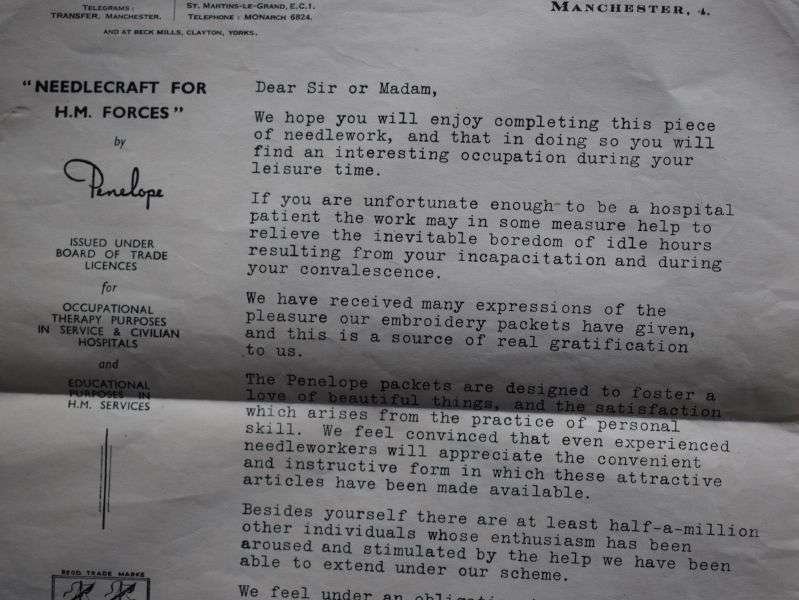 TELEGRAMS:
TRANSFER, MANCHESTER.
ST. MARTINS-LE-GRAND, E.C.1.
TELEPHONE: MONARCH 6824.
AND AT BECK MILLS, CLAYTON, YORKS.
MANCHESTER, 4.
"NEEDLECRAFT FOR
H.M. FORCES"
by
Penelope
ISSUED UNDER
BOARD OF TRADE
LICENCES
for
OCCUPATIONAL
THERAPY PURPOSES
IN SERVICE & CIVILIAN
HOSPITALS
and
EDUCATIONAL
PURPOSES IN
H.M. SERVICES
REGD TRADE MARKS
Dear Sir or Madam,
We hope you will enjoy completing this piece
of needlework, and that in doing so you will
find an interesting occupation during your
leisure time.
If you are unfortunate enough to be a hospital
patient the work may in some measure help to
relieve the inevitable boredom of idle hours
resulting from your incapacitation and during
your convalescence.
We have received many expressions of the
pleasure our embroidery packets have given,
and this is a source of real gratification
to us.
The Penelope packets are designed to foster a
love of beautiful things, and the satisfaction
which arises from the practice of personal
skill. We feel convinced that even experienced
needleworkers will appreciate the convenient
and instructive form in which these attractive
articles have been made available.
Besides yourself there are at least half-a-million
other individuals whose enthusiasm has been
aroused and stimulated by the help we have been
able to extend under our scheme.
We feel under an